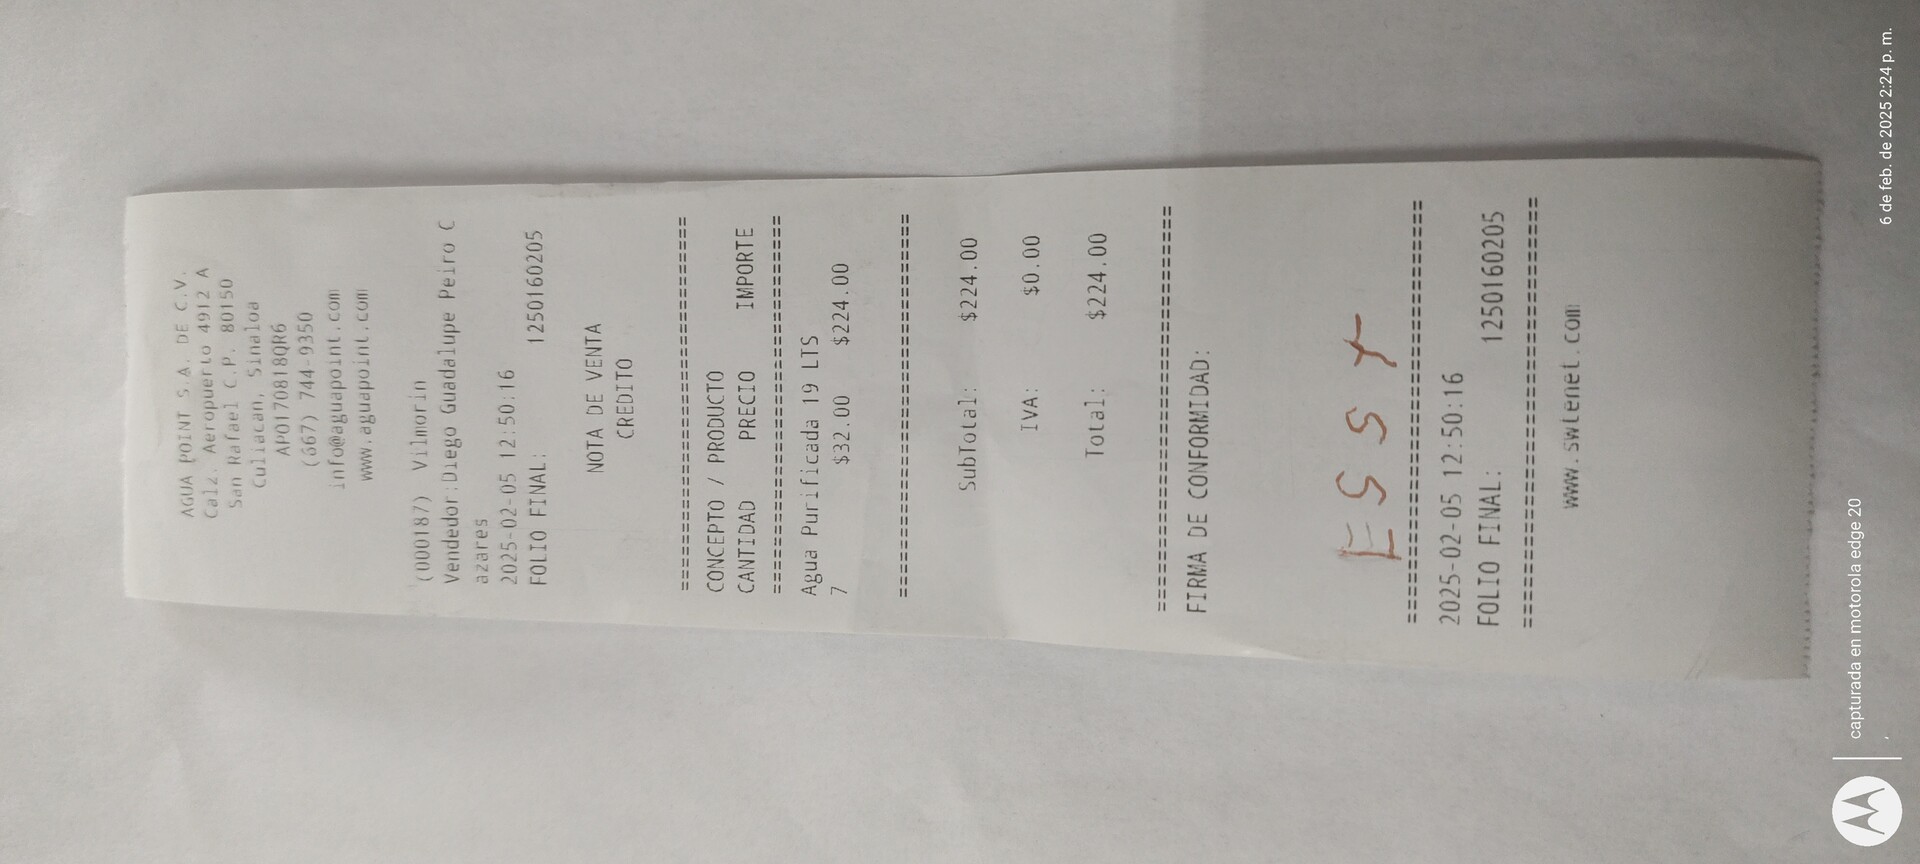 AGUA POINT S.A. DE C.V.
Calz. Aeropuerto 4912 A
San Rafael C.P. 80150
Culiacan, Sinaloa
APO170818QR6
(667) 744-9350
info@aguapoint.com
www.aguapoint.com
(000187) Vilmorin
Vendedor:Diego Guadalupe Peiro C
azares
2025-02-05 12:50:16
FOLIO FINAL: 1250160205
NOTA DE VENTA
CREDITO
================================
CONCEPTO / PRODUCTO
CANTIDAD PRECIO IMPORTE
================================
Agua Purificada 19 LTS
7 $32.00 $224.00
================================
SubTotal: $224.00
IVA: $0.00
Total: $224.00
================================
FIRMA DE CONFORMIDAD:
ESSY
================================
2025-02-05 12:50:16
FOLIO FINAL: 1250160205
================================
www.swtenet.com
capturada en motorola edge 20
6 de feb. de 2025 2:24 p. m.